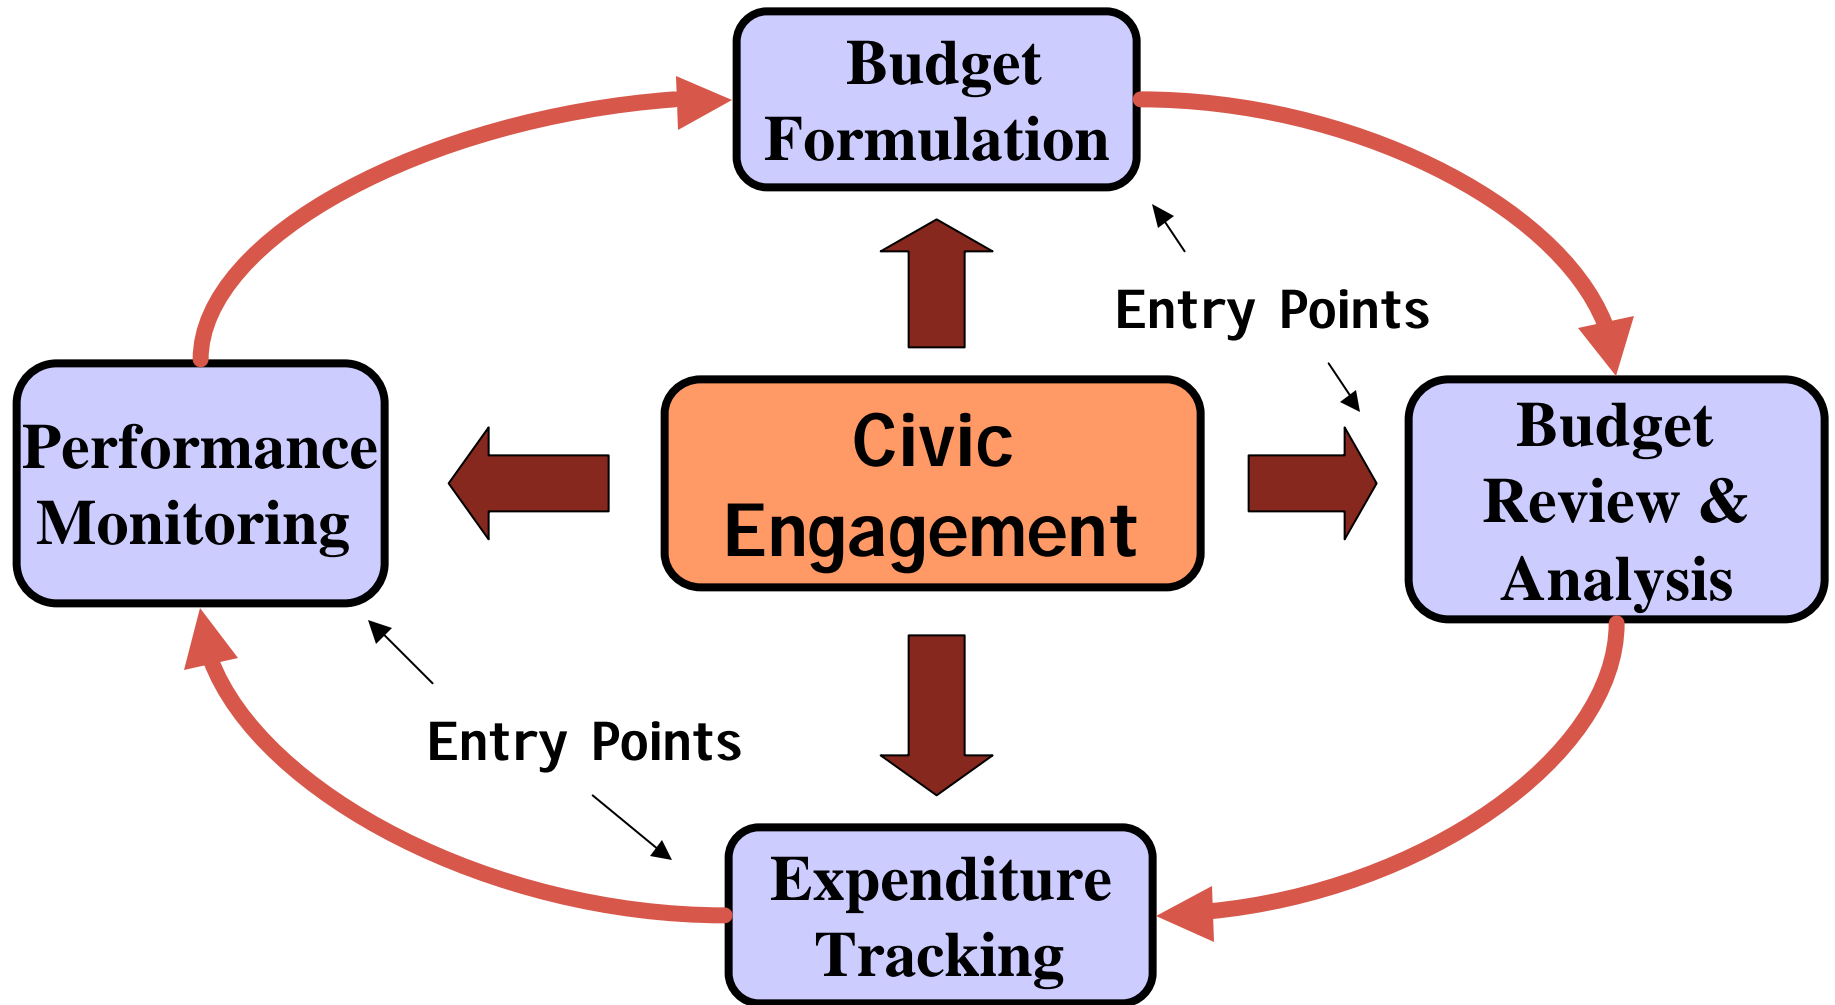 Budget
Formulation
Entry Points
Performance
Monitoring
Civic
Engagement
Budget
Review &
Analysis
Entry Points
Expenditure
Tracking